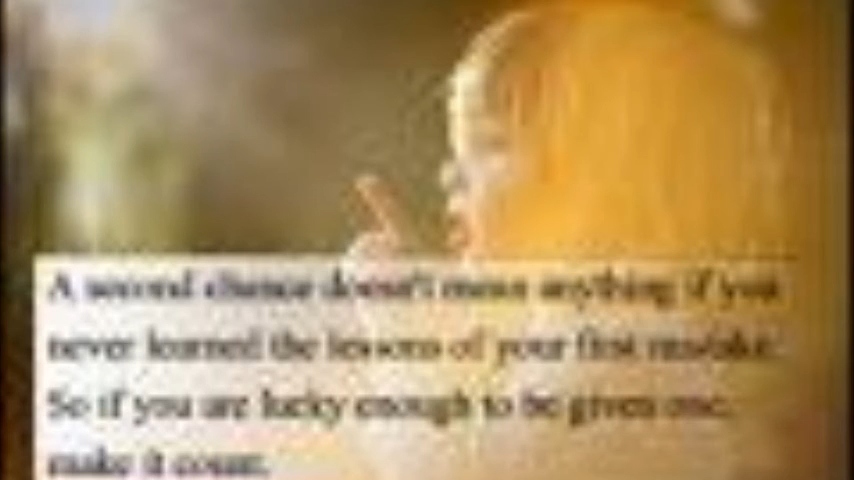 A second chance doesn't mean anything if you
never learned the lessons of your first mistake.
So if you are lucky enough to be given one,
make it count.